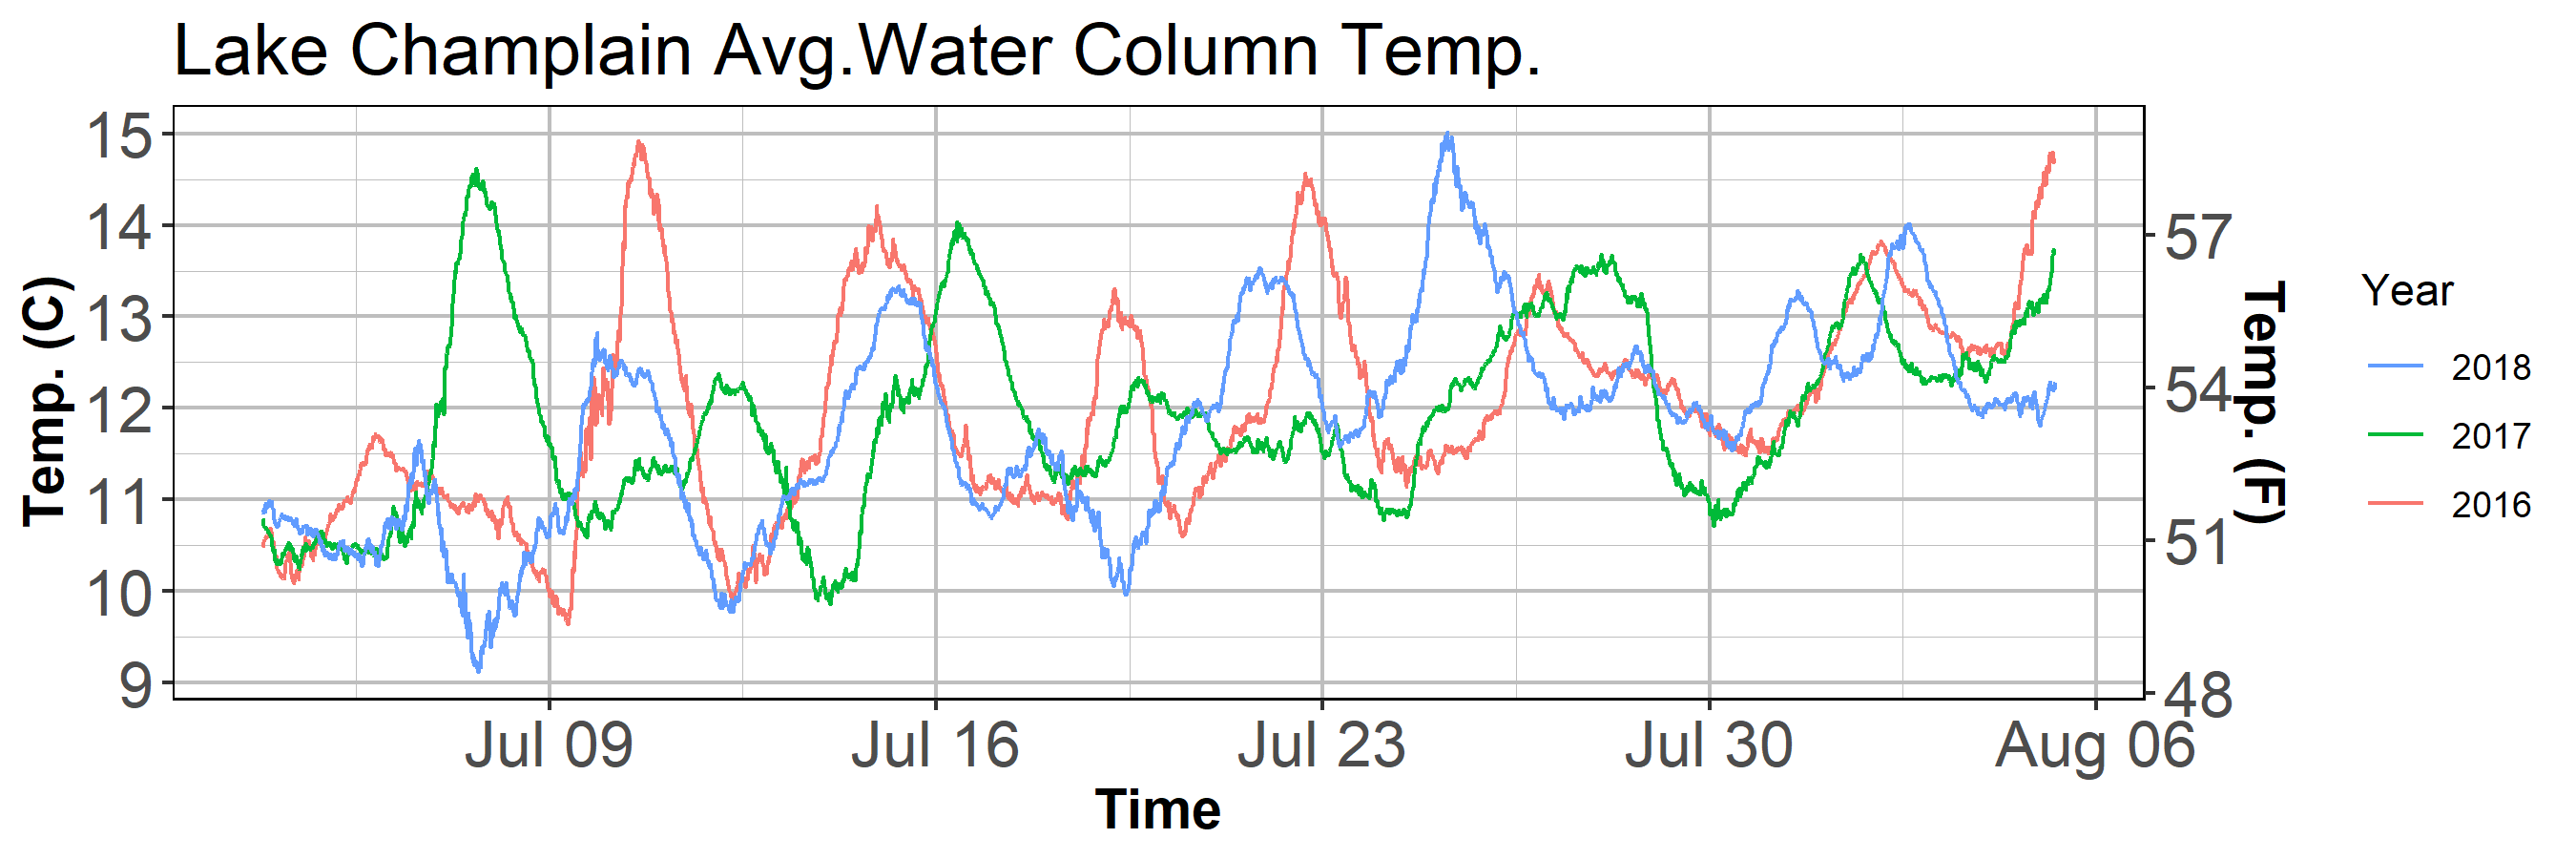 Lake Champlain Avg.Water Column Temp.
Temp. (C)
15
14
13
12
11
10
9
57
54
51
48
Temp. (F)
Jul 09 Jul 16 Jul 23 Jul 30 Aug 06
Time
Year
2018
2017
2016